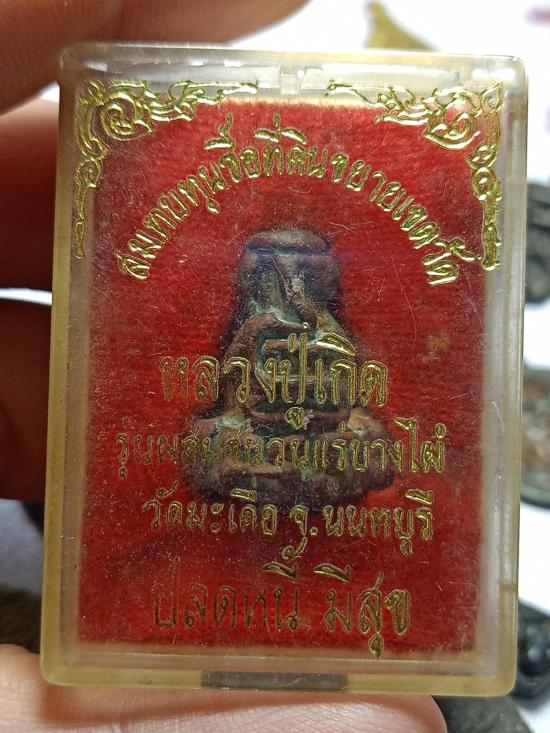 สมทบทุนซื้อที่ดินขยายเขตวัด
หลวงปู่เกิด
รุ่นผสมชนวนแร่บางไผ่
วัดมะเดื่อ จ.นนทบุรี
ปลดหนี้ มีสุข